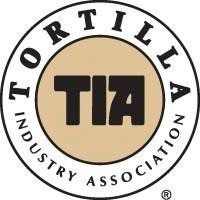 TORTILLA
TIA
INDUSTRY ASSOCIATION
®